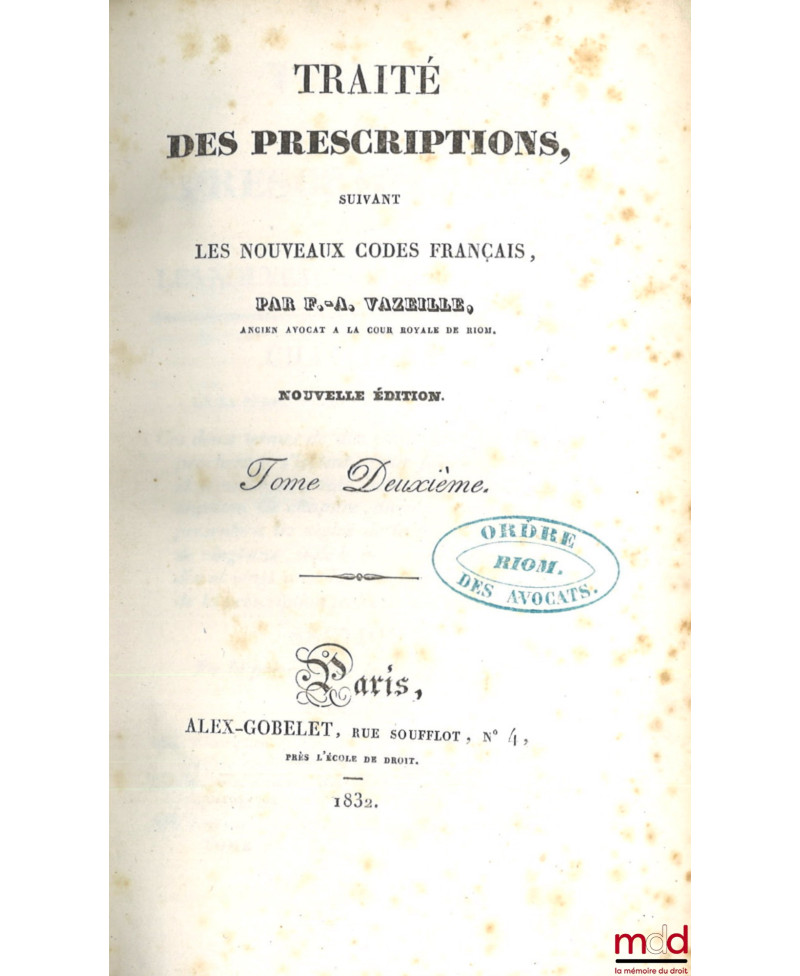 TRAITÉ
DES PRESCRIPTIONS,
SUIVANT
LES NOUVEAUX CODES FRANÇAIS,
PAR F.-A. VAZEILLE,
ANCIEN AVOCAT A LA COUR ROYALE DE RIOM.
NOUVELLE ÉDITION.
Tome Deuxième.
ORDRE
RIOM.
DES AVOCATS.
Paris,
ALEX-GOBELET, RUE SOUFFLOT, N° 4,
PRÈS L'ÉCOLE DE DROIT.
1832.
mdd
la mémoire du droit